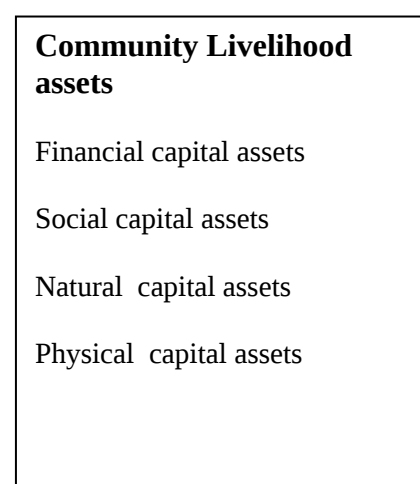 Community Livelihood
assets
Financial capital assets
Social capital assets
Natural  capital assets
Physical  capital assets